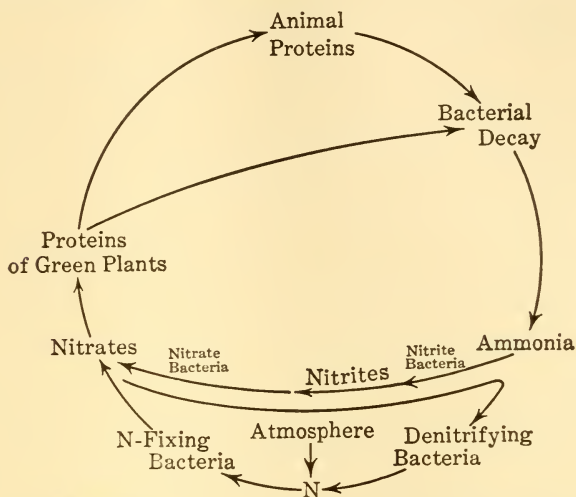 Animal
Proteins
Bacterial
Decay
Proteins
of Green Plants
Ammonia
Nitrates
Nitrate
Bacteria
Nitrites
Nitrite
Bacteria
N-Fixing
Bacteria
Atmosphere
Denitrifying
Bacteria
N